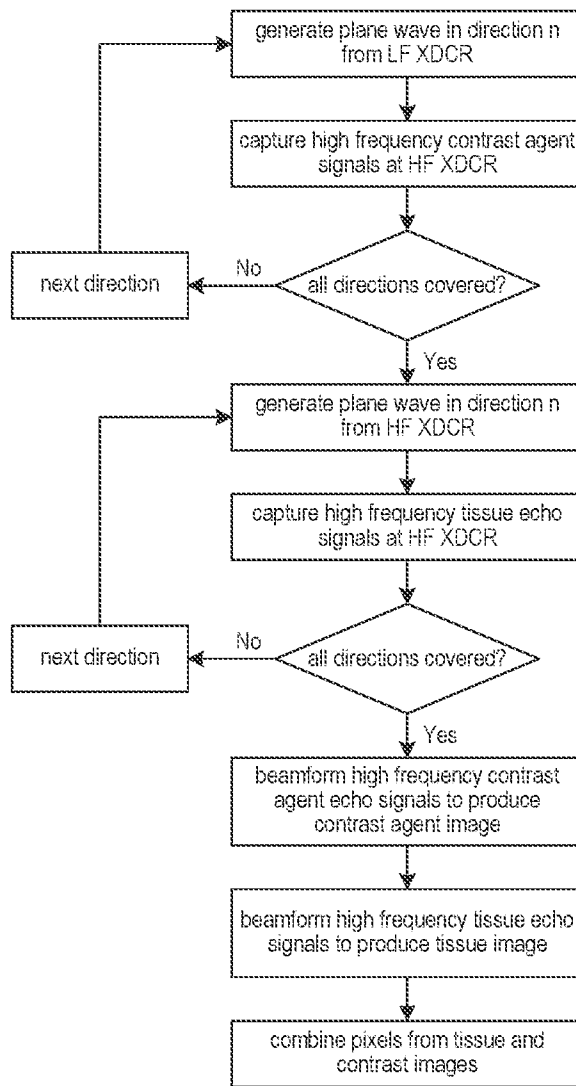 generate plane wave in direction n
from LF XDCR
capture high frequency contrast agent
signals at HF XDCR
No
next direction
all directions covered?
Yes
generate plane wave in direction n
from HF XDCR
capture high frequency tissue echo
signals at HF XDCR
No
next direction
all directions covered?
Yes
beamform high frequency contrast
agent echo signals to produce
contrast agent image
beamform high frequency tissue echo
signals to produce tissue image
combine pixels from tissue and
contrast images